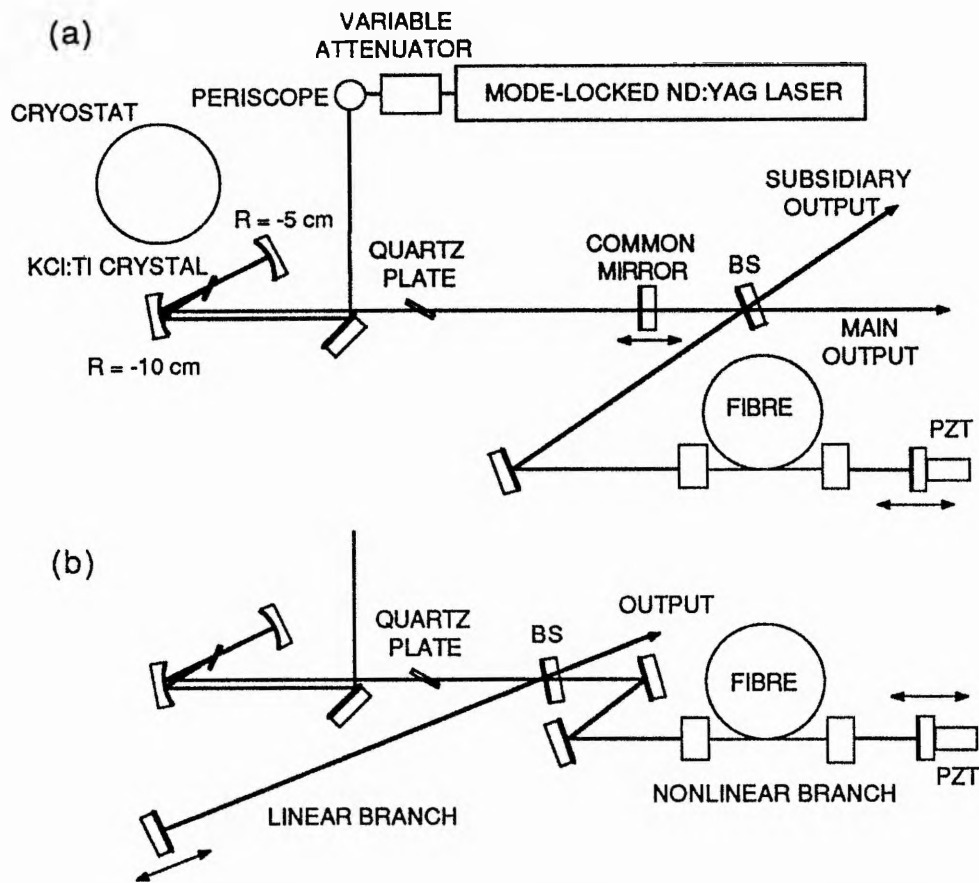 (a)
VARIABLE
ATTENUATOR
PERISCOPE
MODE-LOCKED ND:YAG LASER
CRYOSTAT
SUBSIDIARY
OUTPUT
R = -5 cm
KCl:Tl CRYSTAL
QUARTZ
PLATE
COMMON
MIRROR
BS
MAIN
OUTPUT
R = -10 cm
FIBRE
PZT
(b)
QUARTZ
PLATE
BS
OUTPUT
FIBRE
LINEAR BRANCH
NONLINEAR BRANCH
PZT